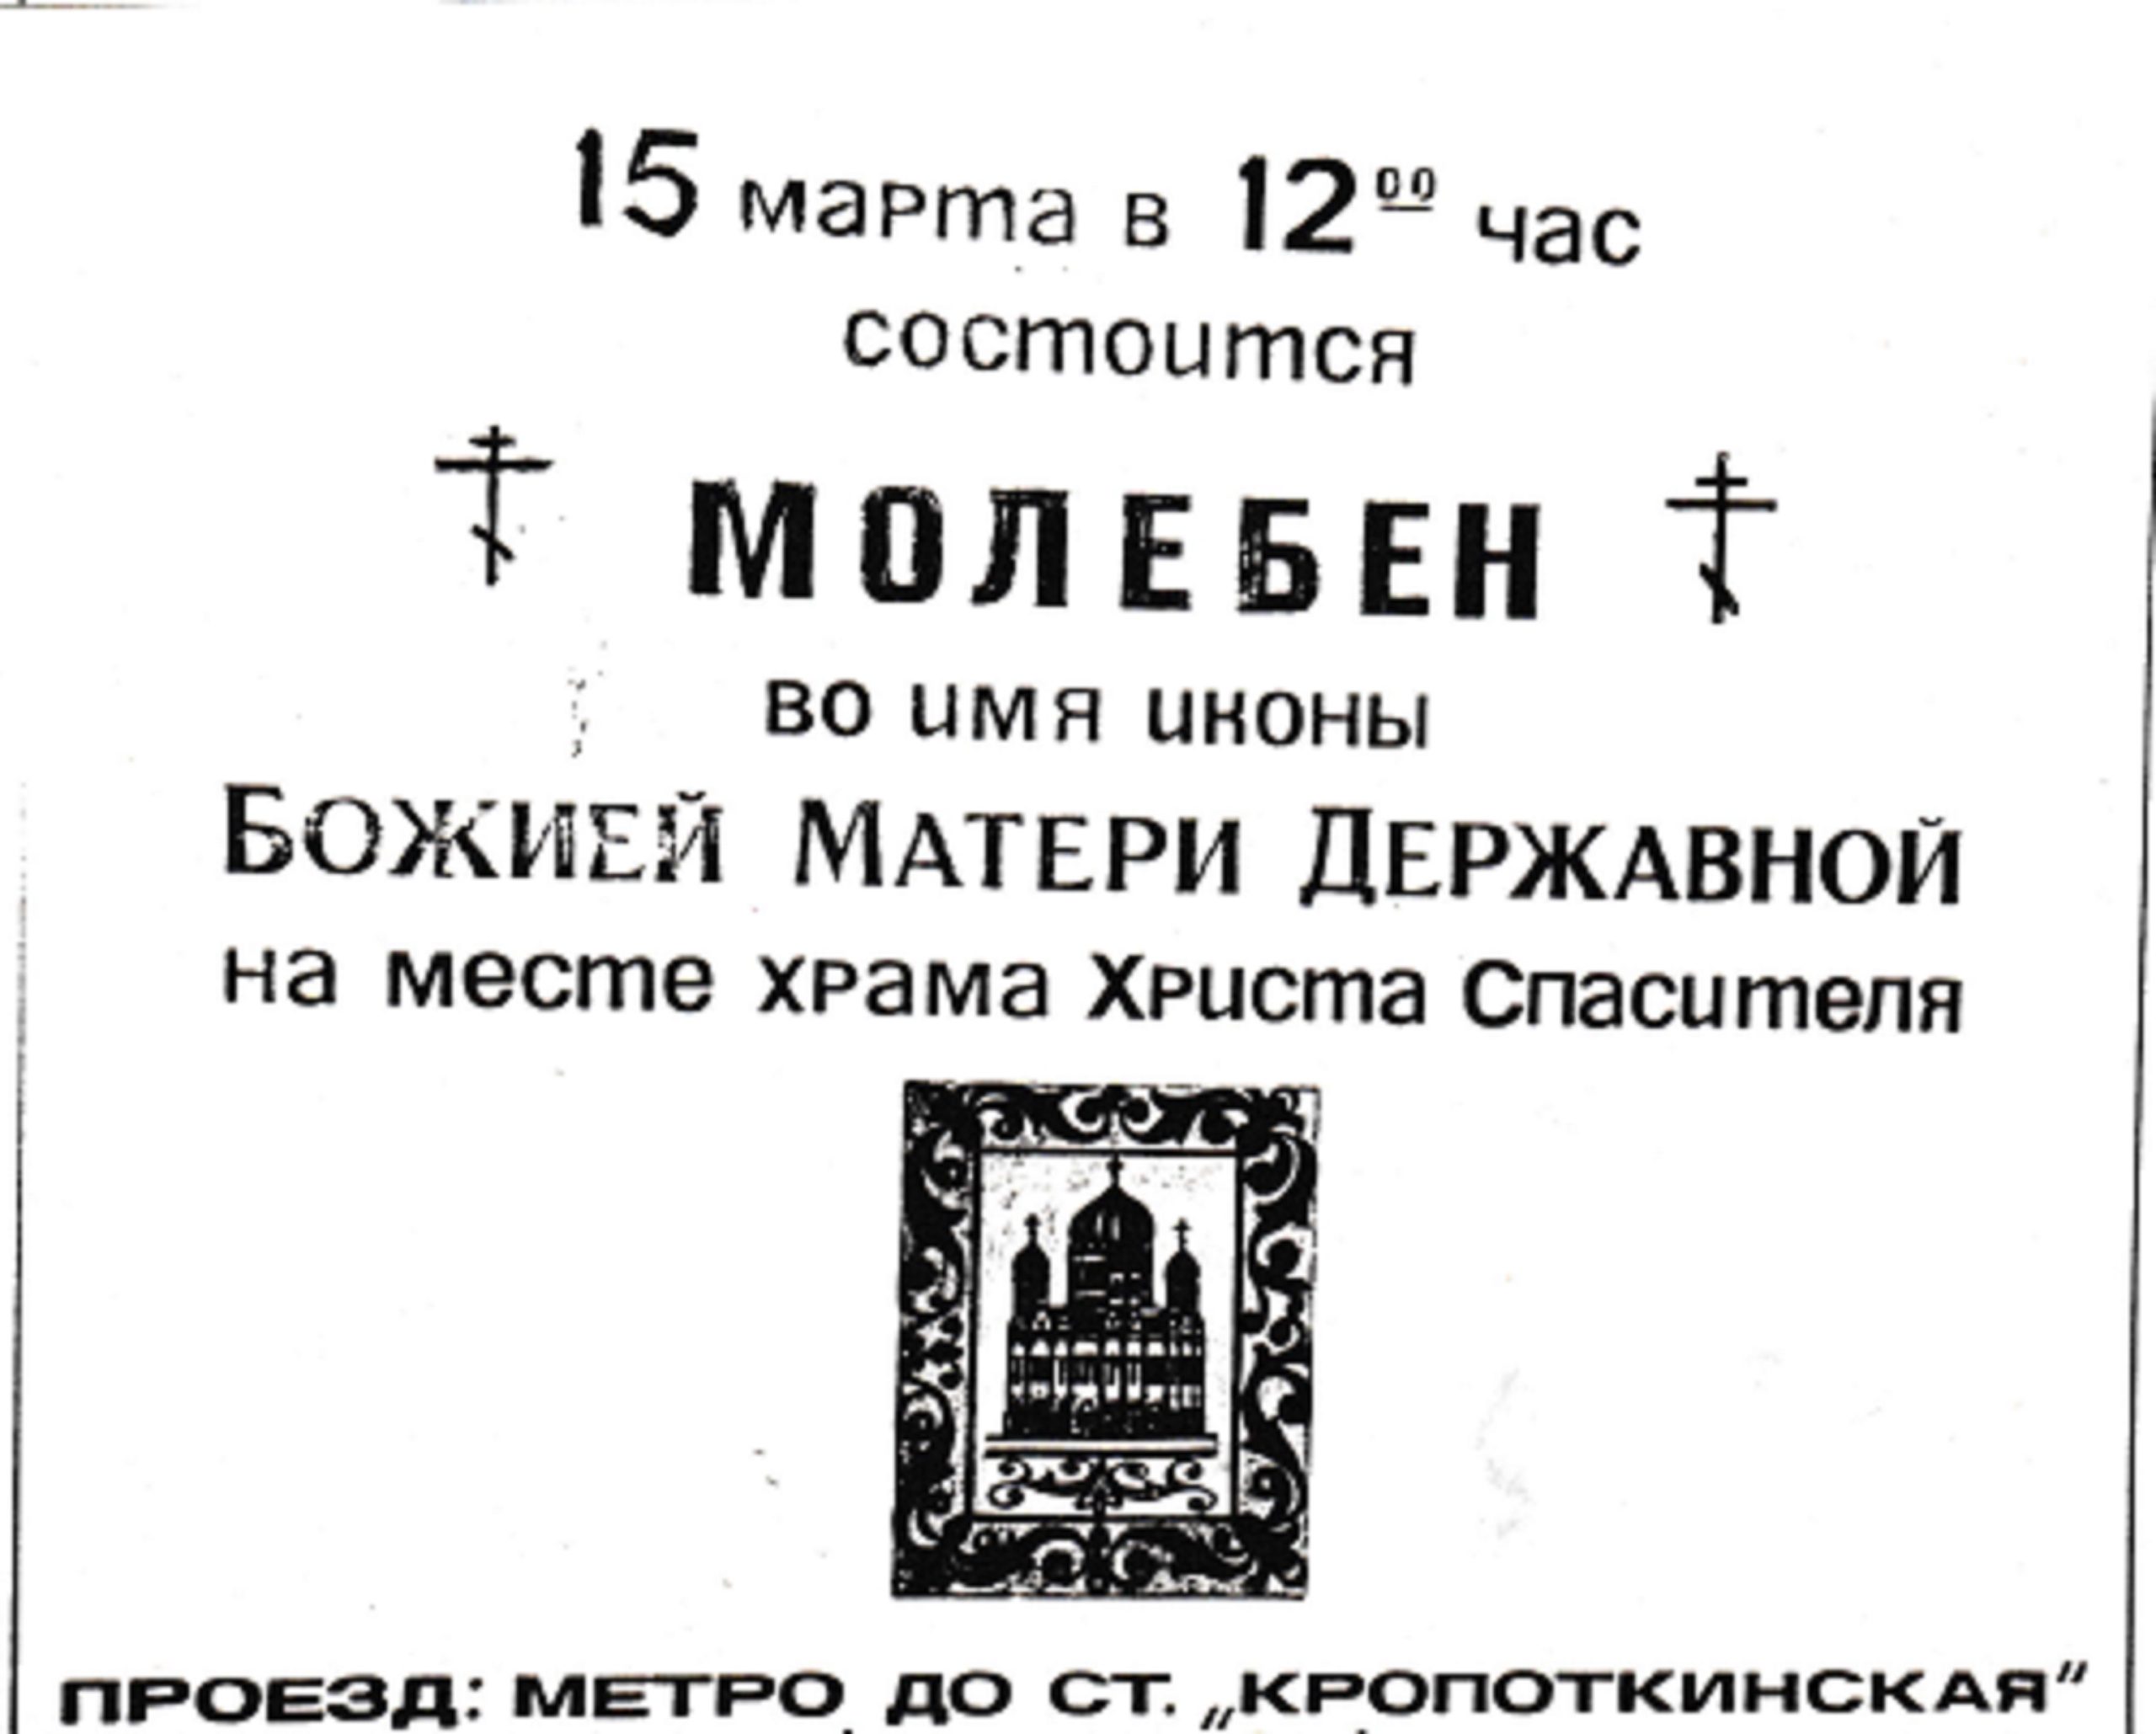 15 марта в 12⁰⁰ час
состоится
МОЛЕБЕН
во имя иконы
БОЖИЕЙ МАТЕРИ ДЕРЖАВНОЙ
на месте храма Христа Спасителя
ПРОЕЗД: МЕТРО ДО СТ. „КРОПОТКИНСКАЯ"